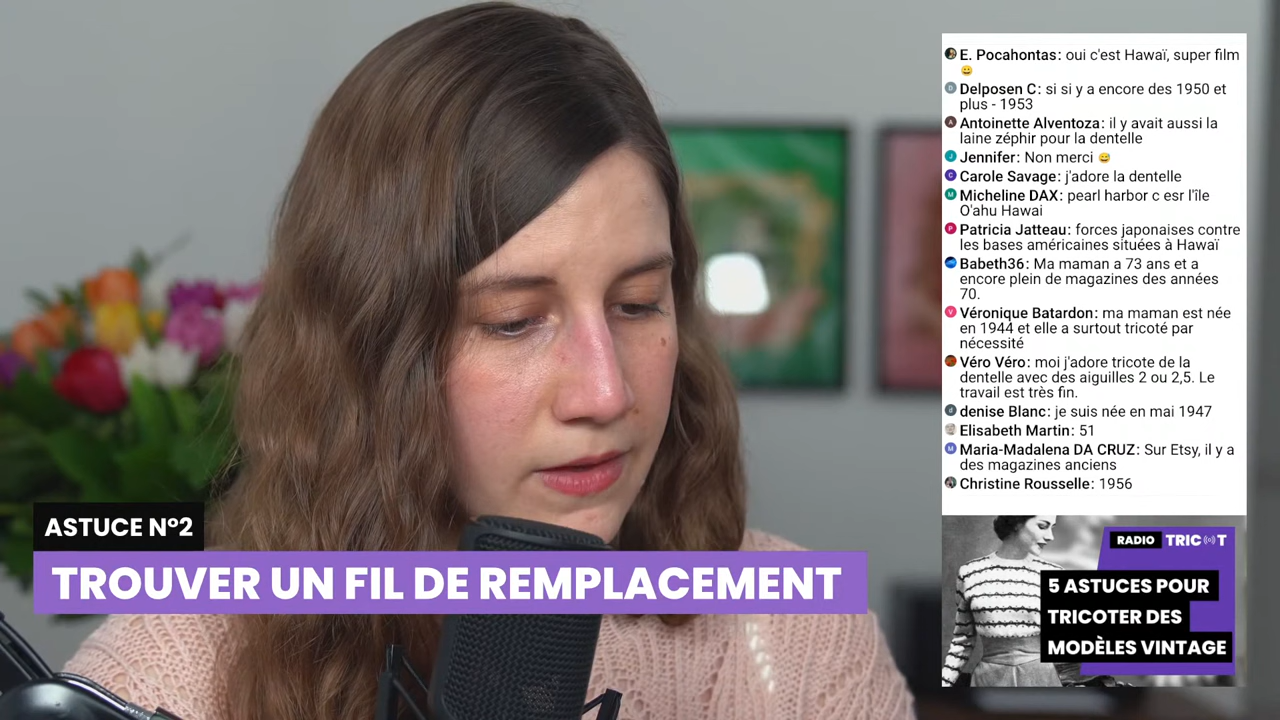 E. Pocahontas: oui c'est Hawaï, super film
😀
Delposen C: si si y a encore des 1950 et
plus - 1953
Antoinette Alventoza: il y avait aussi la
laine zéphir pour la dentelle
Jennifer: Non merci 😅
Carole Savage: j'adore la dentelle
Micheline DAX: pearl harbor c esr l'île
O'ahu Hawai
Patricia Jatteau: forces japonaises contre
les bases américaines situées à Hawaï
Babeth36: Ma maman a 73 ans et a
encore plein de magazines des années
70.
Véronique Batardon: ma maman est née
en 1944 et elle a surtout tricoté par
nécessité
Véro Véro: moi j'adore tricote de la
dentelle avec des aiguilles 2 ou 2,5. Le
travail est très fin.
denise Blanc: je suis née en mai 1947
Elisabeth Martin: 51
Maria-Madalena DA CRUZ: Sur Etsy, il y a
des magazines anciens
Christine Rousselle: 1956
ASTUCE N°2
TROUVER UN FIL DE REMPLACEMENT
RADIO TRICOT
5 ASTUCES POUR
TRICOTER DES
MODÈLES VINTAGE